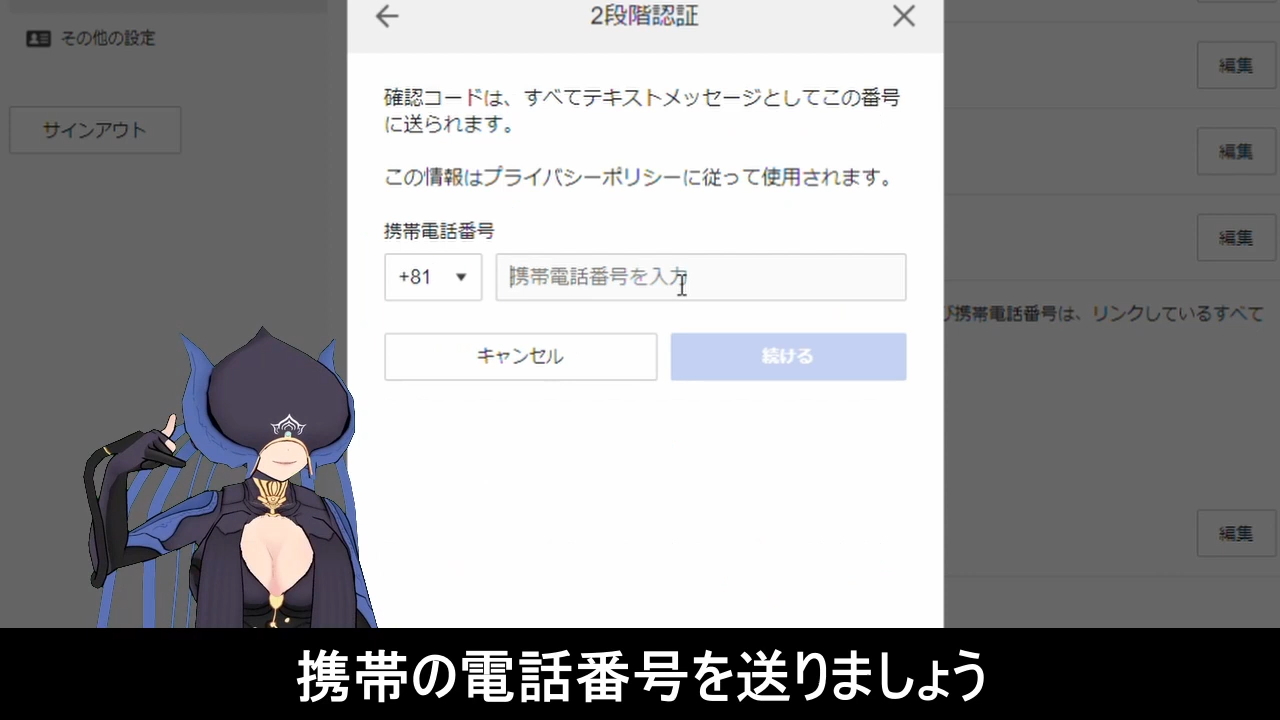 2段階認証
その他の設定
サインアウト
確認コードは、すべてテキストメッセージとしてこの番号
に送られます。
この情報はプライバシーポリシーに従って使用されます。
携帯電話番号
+81
携帯電話番号を入力
キャンセル
続ける
編集
編集
編集
び携帯電話番号は、リンクしているすべて
編集
携帯の電話番号を送りましょう